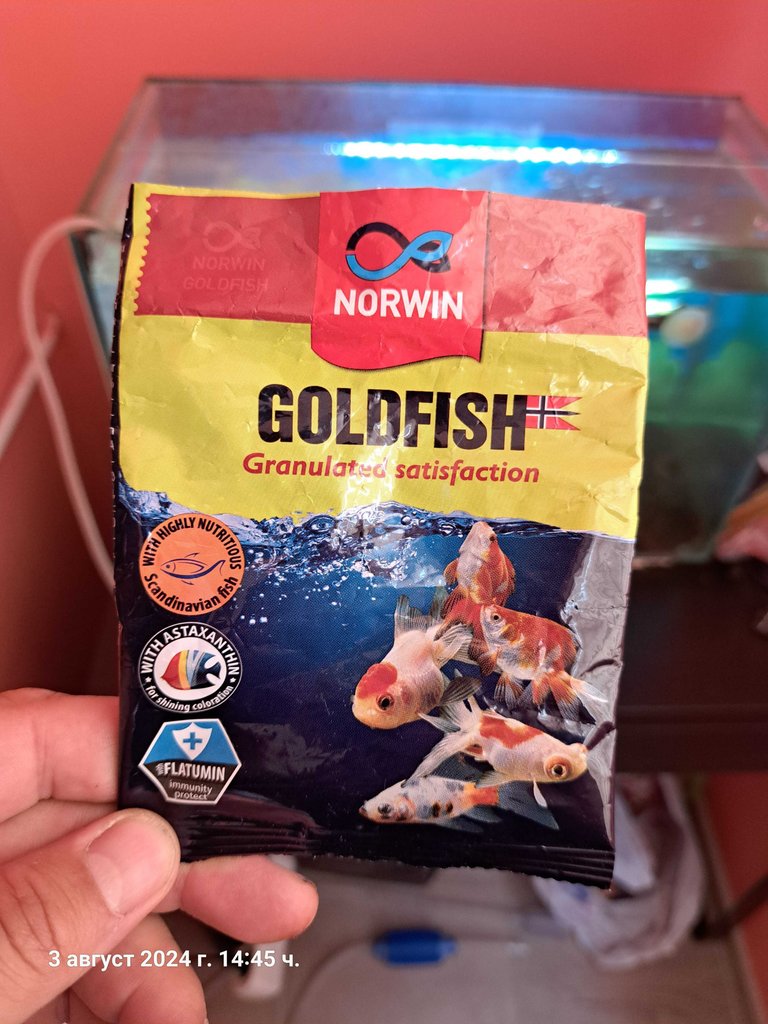 NORWIN
GOLDFISH
NORWIN
GOLDFISH
Granulated satisfaction
WITH HIGHLY NUTRITIOUS
Scandinavian fish
WITH ASTAXANTHIN
for shining coloration
FLATUMIN
immunity
protect
3 август 2024 г. 14:45 ч.